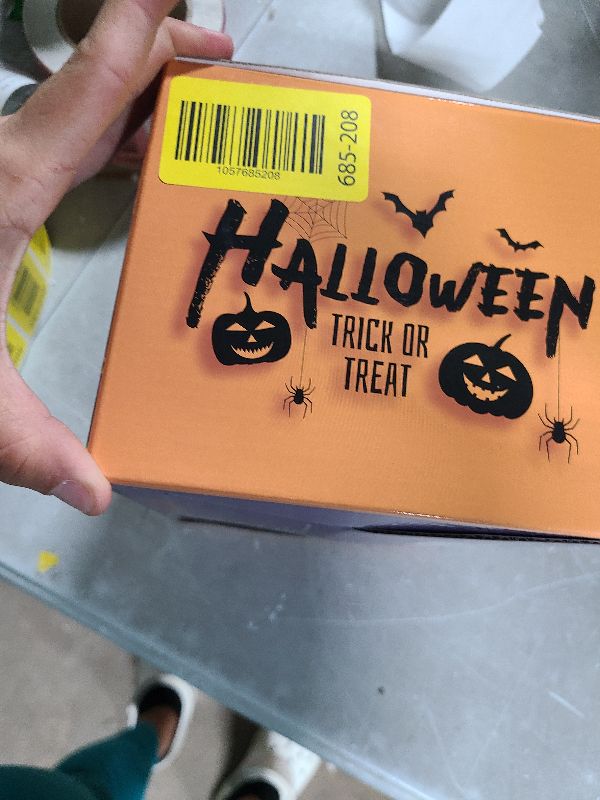 1057685208
685-208
HALLOWEEN
TRICK OR
TREAT